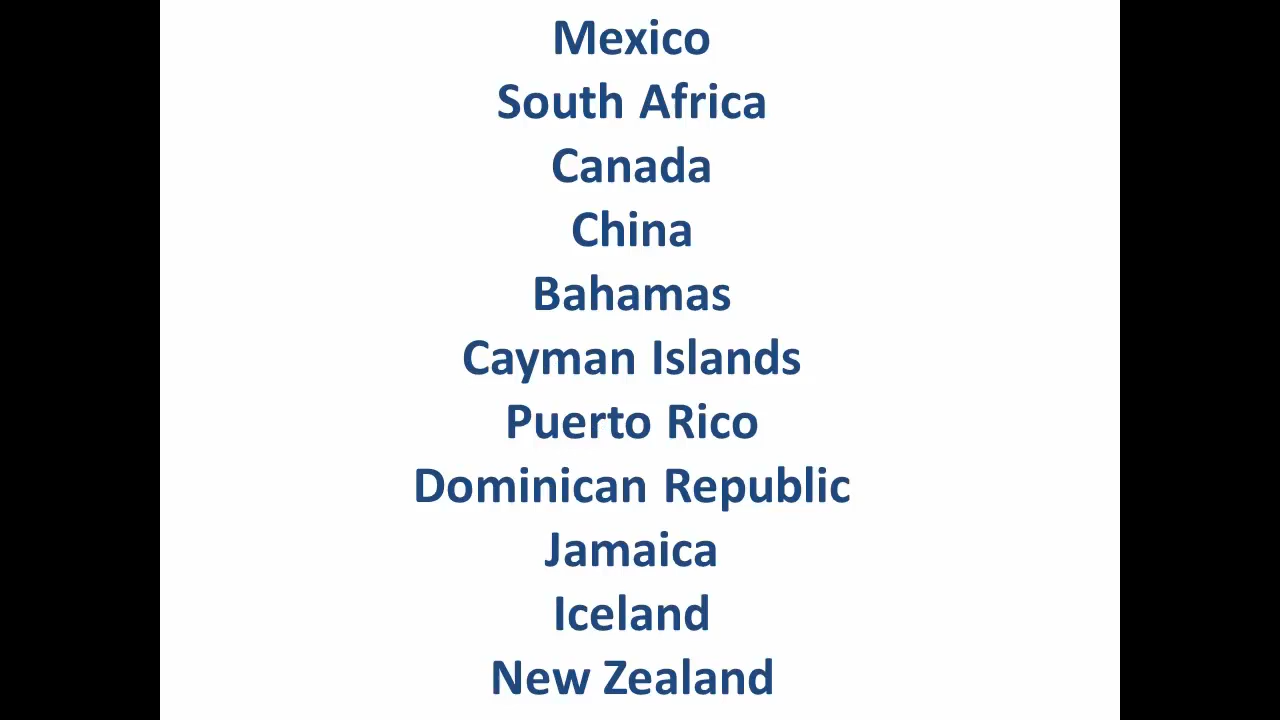 Mexico
South Africa
Canada
China
Bahamas
Cayman Islands
Puerto Rico
Dominican Republic
Jamaica
Iceland
New Zealand